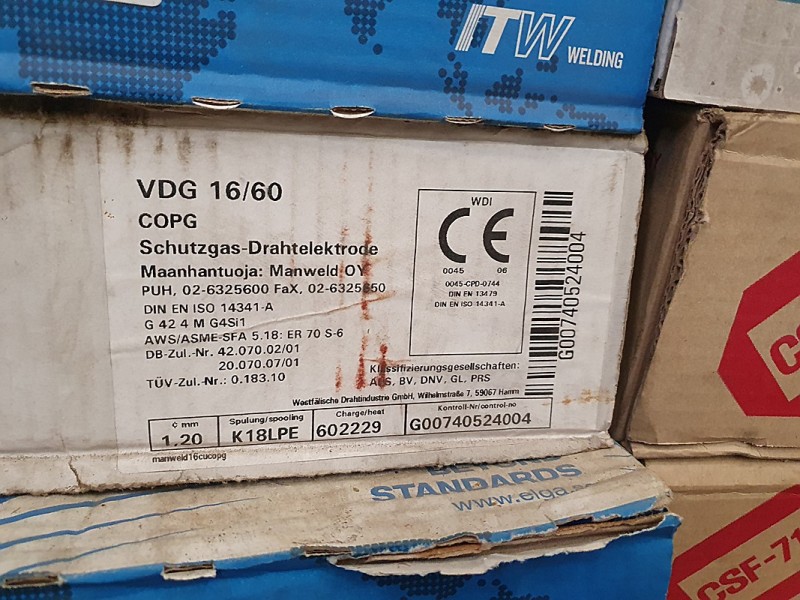 ITW WELDING
VDG 16/60
COPG
Schutzgas-Drahtelektrode
Maanhantuoja: Manweld OY
PUH, 02-6325600 FaX, 02-6325650
DIN EN ISO 14341-A
G 42 4 M G4Si1
AWS/ASME-SFA 5.18: ER 70 S-6
DB-Zul.-Nr. 42.070.02/01
20.070.07/01
TÜV-Zul.-Nr.: 0.183.10
WDI
CE
0045 06
0045-CPD-0744
DIN EN 13479
DIN EN ISO 14341-A
G00740524004
Klassifizierungsgesellschaften:
ABS, BV, DNV, GL, PRS
Westfälische Drahtindustrie GmbH, Wilhelmstraße 7, 59067 Hamm
¢ mm
1.20
Spulung/spooling
K18LPE
Charge/heat
602229
Kontroll-Nr/control-no
G00740524004
manweld16cucopg
STANDARDS
www.elga.s
CSF-71